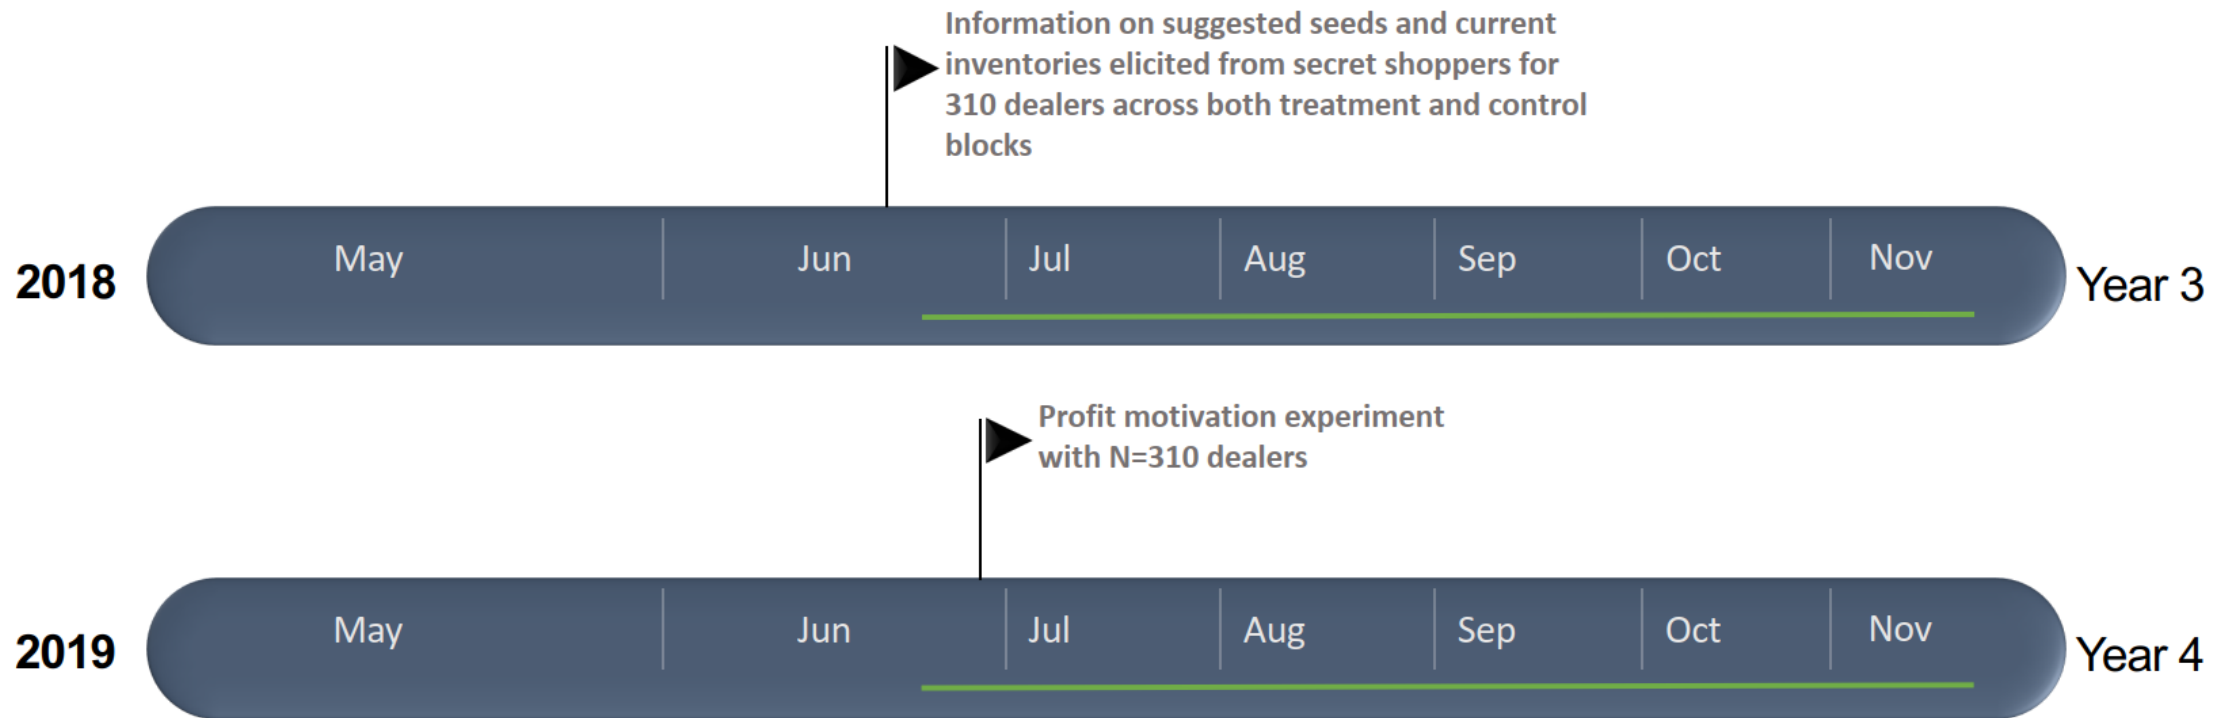 Information on suggested seeds and current
inventories elicited from secret shoppers for
310 dealers across both treatment and control
blocks
2018
May
Jun
Jul
Aug
Sep
Oct
Nov
Year 3
Profit motivation experiment
with N=310 dealers
2019
May
Jun
Jul
Aug
Sep
Oct
Nov
Year 4